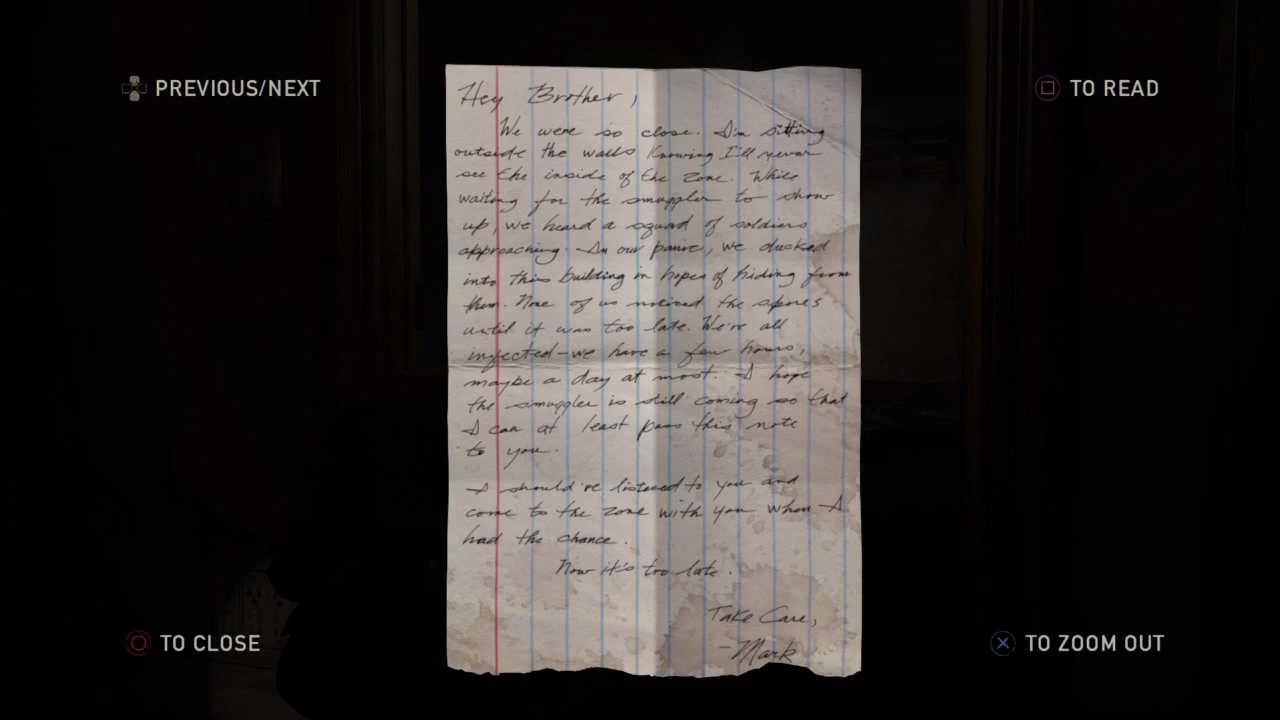 PREVIOUS/NEXT
TO READ
Hey Brother,
We were so close. I'm sitting
outside the walls knowing I'll never
see the inside of the zone. While
waiting for the smuggler to show
up, we heard a squad of soldiers
approaching. In our panic, we ducked
into this building in hopes of hiding from
them. None of us noticed the spores
until it was too late. We're all
infected-we have a few hours,
maybe a day at most. I hope
the smuggler is still coming so that
I can at least pass this note
to you.
I should've listened to you and
come to the zone with you when I
had the chance.
Now it's too late.
Take Care,
-Mark
TO CLOSE
TO ZOOM OUT